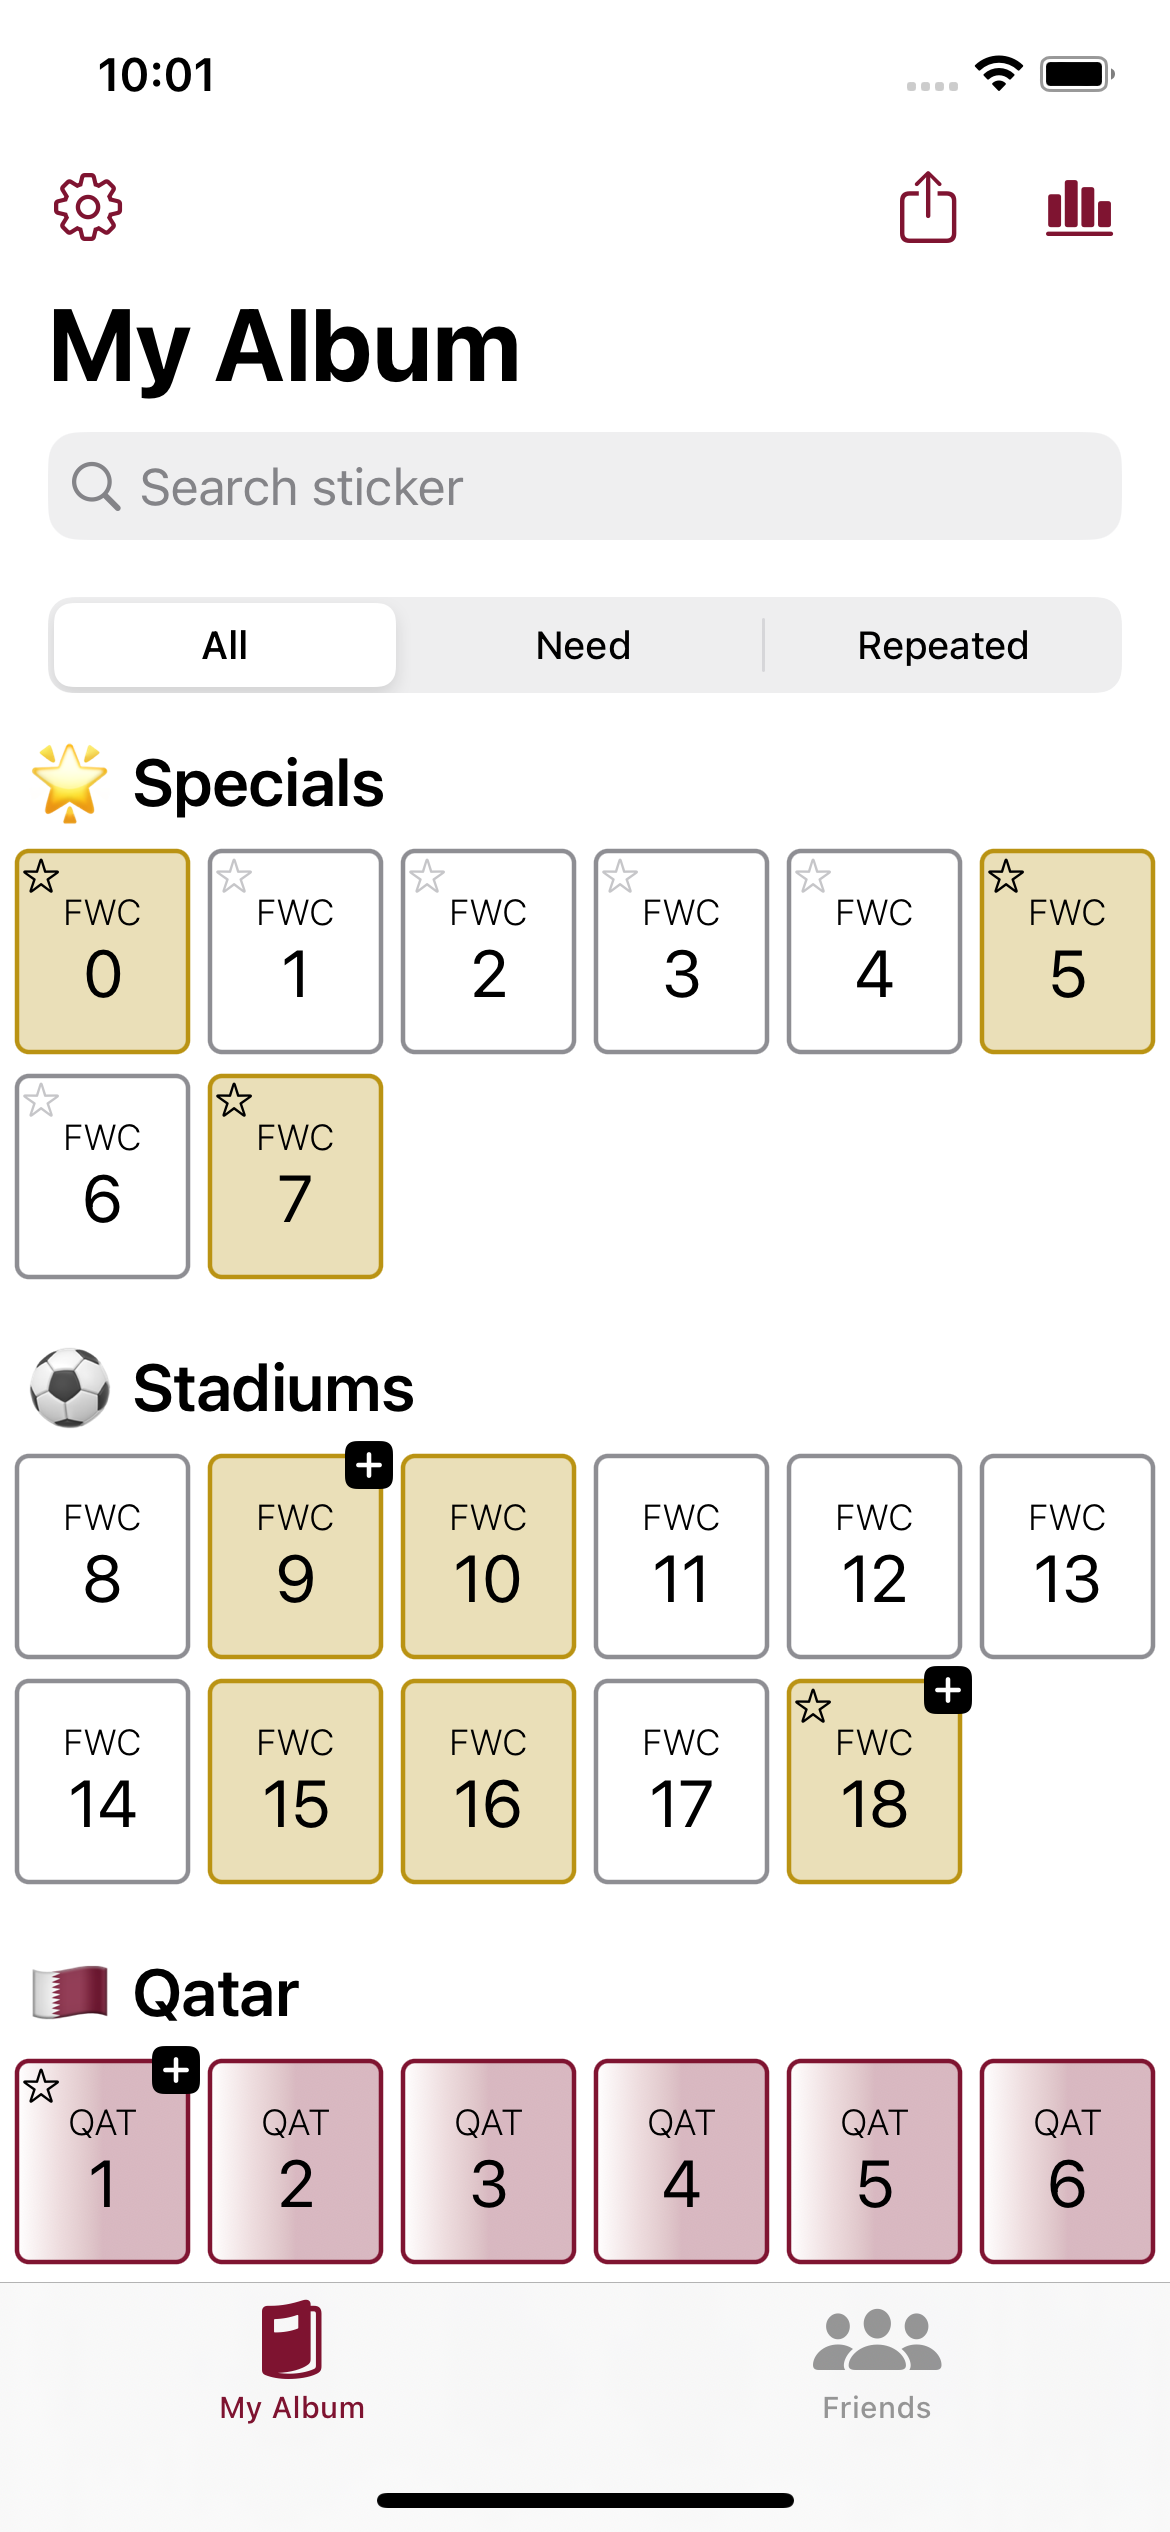 10:01
My Album
Search sticker
All Need Repeated
Specials
FWC FWC FWC FWC FWC FWC
0 1 2 3 4 5
FWC FWC
6 7
Stadiums
FWC FWC FWC FWC FWC FWC
8 9 10 11 12 13
FWC FWC FWC FWC FWC
14 15 16 17 18
Qatar
QAT QAT QAT QAT QAT QAT
1 2 3 4 5 6
My Album Friends